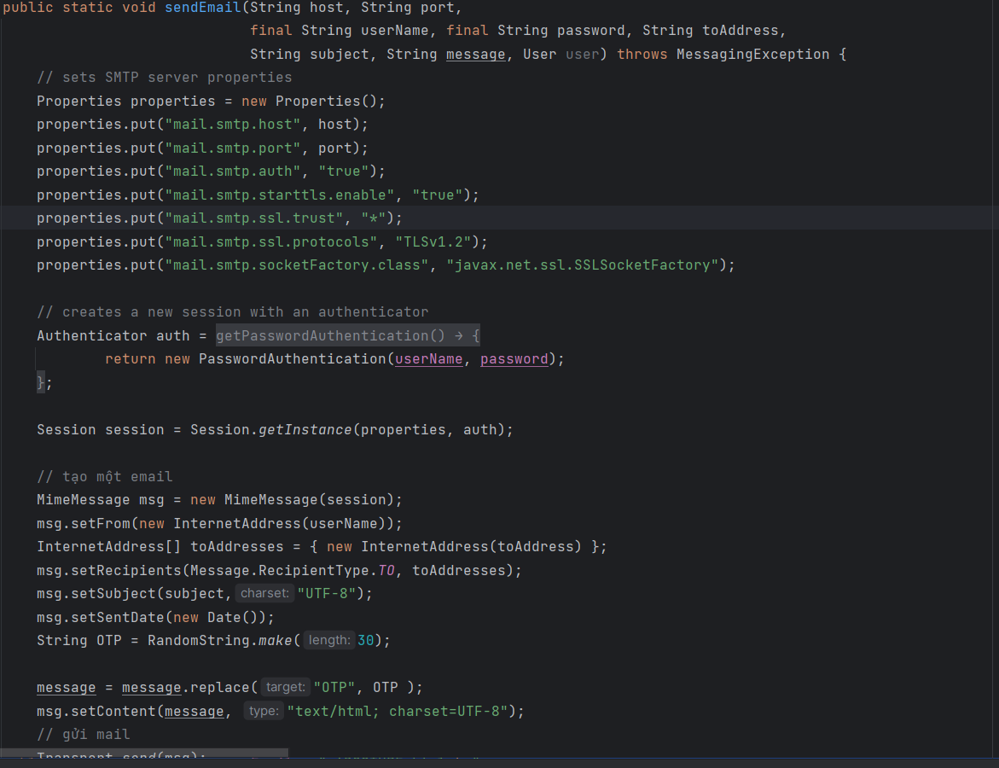 public static void sendEmail(String host, String port,
final String userName, final String password, String toAddress,
String subject, String message, User user) throws MessagingException {
// sets SMTP server properties
Properties properties = new Properties();
properties.put("mail.smtp.host", host);
properties.put("mail.smtp.port", port);
properties.put("mail.smtp.auth", "true");
properties.put("mail.smtp.starttls.enable", "true");
properties.put("mail.smtp.ssl.trust", "*");
properties.put("mail.smtp.ssl.protocols", "TLSv1.2");
properties.put("mail.smtp.socketFactory.class", "javax.net.ssl.SSLSocketFactory");
// creates a new session with an authenticator
Authenticator auth = getPasswordAuthentication() → {
return new PasswordAuthentication(userName, password);
};
Session session = Session.getInstance(properties, auth);
// tạo một email
MimeMessage msg = new MimeMessage(session);
msg.setFrom(new InternetAddress(userName));
InternetAddress[] toAddresses = { new InternetAddress(toAddress) };
msg.setRecipients(Message.RecipientType.TO, toAddresses);
msg.setSubject(subject, charset: "UTF-8");
msg.setSentDate(new Date());
String OTP = RandomString.make( length: 30);
message = message.replace( target: "OTP", OTP );
msg.setContent(message, type: "text/html; charset=UTF-8");
// gửi mail
Transport.send(msg);